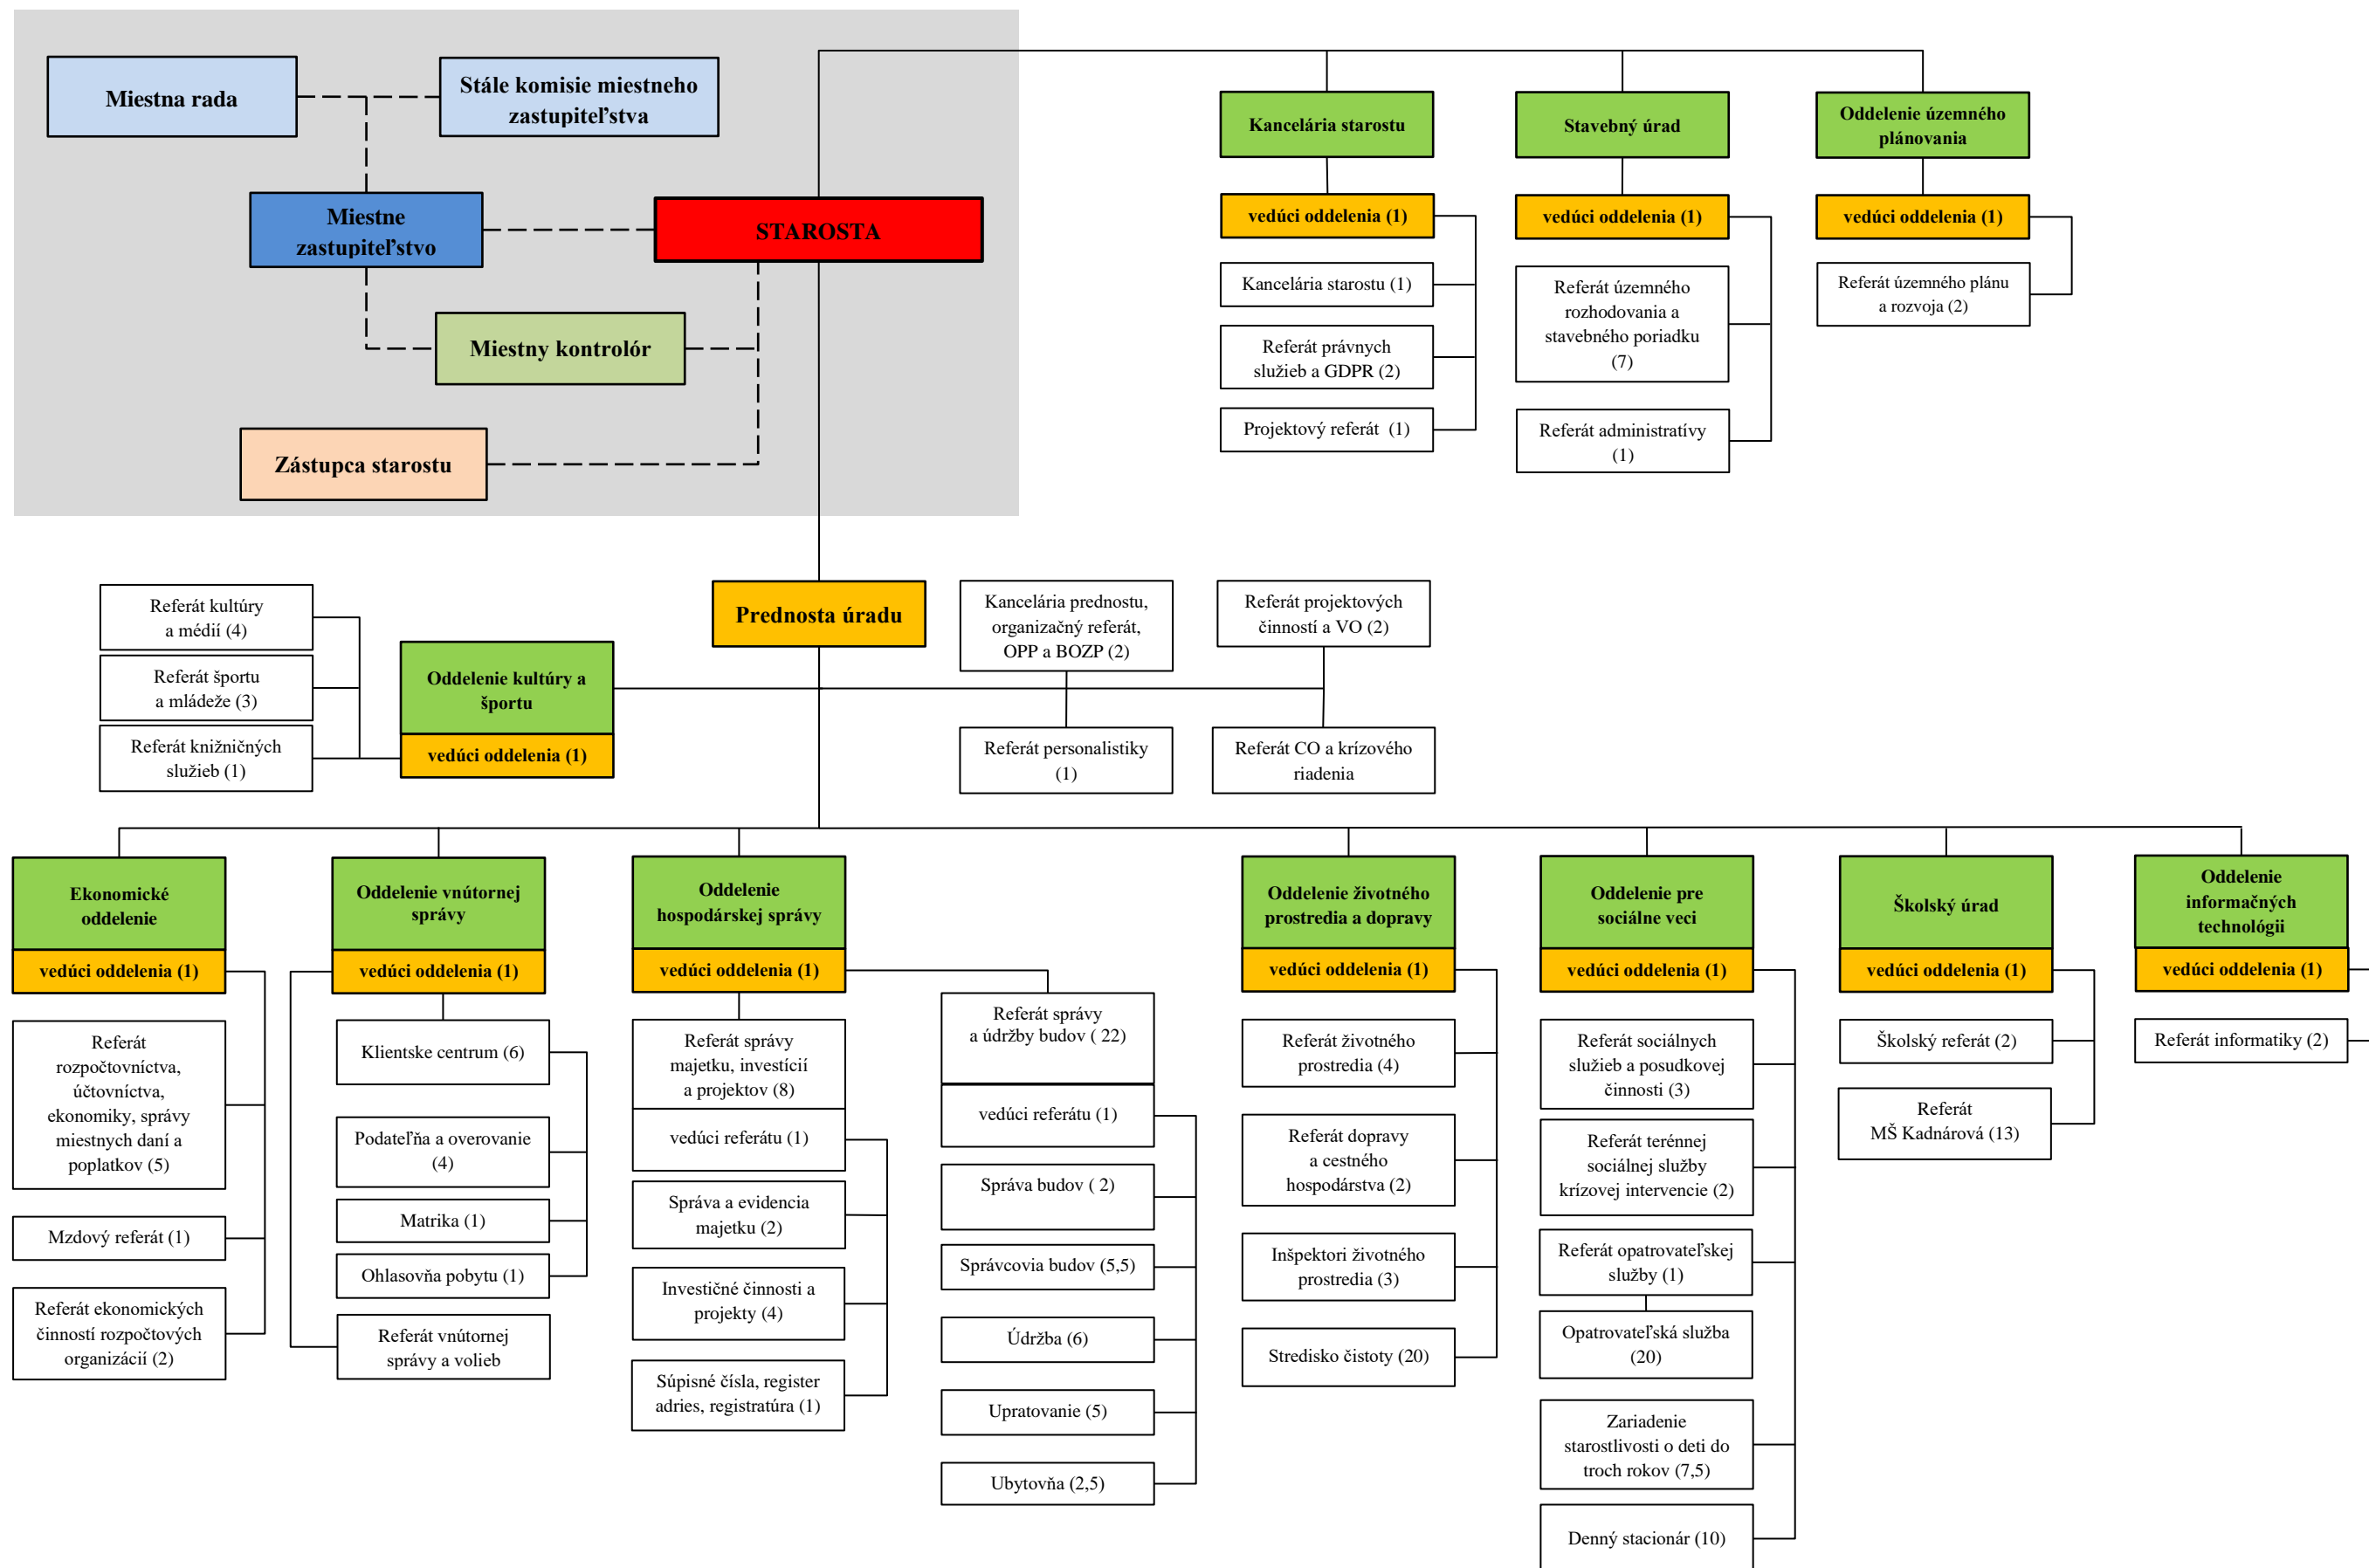 Miestna rada
Stále komisie miestneho
zastupiteľstva
Miestne
zastupiteľstvo
STAROSTA
Miestny kontrolór
Zástupca starostu
Kancelária starostu
vedúci oddelenia (1)
Kancelária starostu (1)
Referát právnych
služieb a GDPR (2)
Projektový referát  (1)
Stavebný úrad
vedúci oddelenia (1)
Referát územného
rozhodovania a
stavebného poriadku
(7)
Referát administratívy
(1)
Oddelenie územného
plánovania
vedúci oddelenia (1)
Referát územného plánu
a rozvoja (2)
Prednosta úradu
Referát kultúry
a médií (4)
Referát športu
a mládeže (3)
Referát knižničných
služieb (1)
Oddelenie kultúry a
športu
vedúci oddelenia (1)
Kancelária prednostu,
organizačný referát,
OPP a BOZP (2)
Referát projektových
činností a VO (2)
Referát personalistiky
(1)
Referát CO a krízového
riadenia
Ekonomické
oddelenie
vedúci oddelenia (1)
Referát
rozpočtovníctva,
účtovníctva,
ekonomiky, správy
miestnych daní a
poplatkov (5)
Mzdový referát (1)
Referát ekonomických
činností rozpočtových
organizácií (2)
Oddelenie vnútornej
správy
vedúci oddelenia (1)
Klientske centrum (6)
Podateľňa a overovanie
(4)
Matrika (1)
Ohlasovňa pobytu (1)
Referát vnútornej
správy a volieb
Oddelenie
hospodárskej správy
vedúci oddelenia (1)
Referát správy
majetku, investícií
a projektov (8)
vedúci referátu (1)
Správa a evidencia
majetku (2)
Investičné činnosti a
projekty (4)
Súpisné čísla, register
adries, registratúra (1)
Referát správy
a údržby budov ( 22)
vedúci referátu (1)
Správa budov ( 2)
Správcovia budov (5,5)
Údržba (6)
Upratovanie (5)
Ubytovňa (2,5)
Oddelenie životného
prostredia a dopravy
vedúci oddelenia (1)
Referát životného
prostredia (4)
Referát dopravy
a cestného
hospodárstva (2)
Inšpektori životného
prostredia (3)
Stredisko čistoty (20)
Oddelenie pre
sociálne veci
vedúci oddelenia (1)
Referát sociálnych
služieb a posudkovej
činnosti (3)
Referát terénnej
sociálnej služby
krízovej intervencie (2)
Referát opatrovateľskej
služby (1)
Opatrovateľská služba
(20)
Zariadenie
starostlivosti o deti do
troch rokov (7,5)
Denný stacionár (10)
Školský úrad
vedúci oddelenia (1)
Školský referát (2)
Referát
MŠ Kadnárová (13)
Oddelenie
informačných
technológii
vedúci oddelenia (1)
Referát informatiky (2)